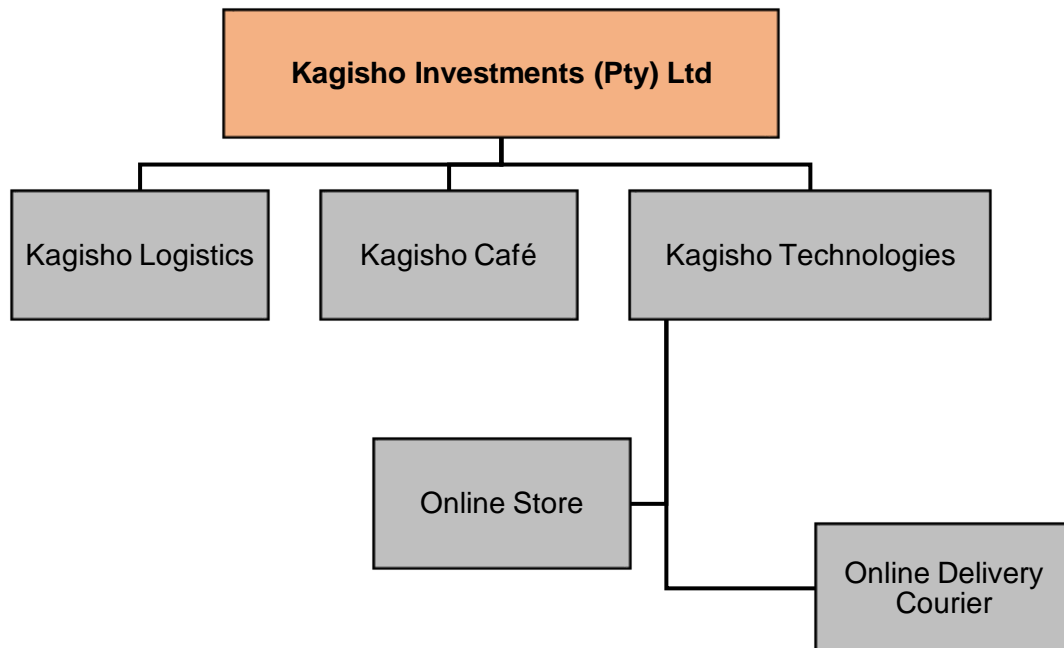 Kagisho Investments (Pty) Ltd
Kagisho Logistics
Kagisho Café
Kagisho Technologies
Online Store
Online Delivery
Courier